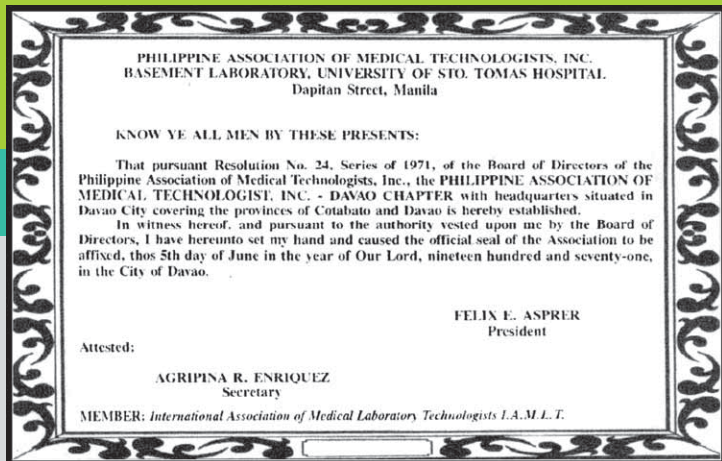 PHILIPPINE ASSOCIATION OF MEDICAL TECHNOLOGISTS, INC.
BASEMENT LABORATORY, UNIVERSITY OF STO. TOMAS HOSPITAL
Dapitan Street, Manila
KNOW YE ALL MEN BY THESE PRESENTS:
That pursuant Resolution No. 24, Series of 1971, of the Board of Directors of the
Philippine Association of Medical Technologists, Inc., the PHILIPPINE ASSOCIATION OF
MEDICAL TECHNOLOGIST, INC. - DAVAO CHAPTER with headquarters situated in
Davao City covering the provinces of Cotabato and Davao is hereby established.
In witness hereof, and pursuant to the authority vested upon me by the Board of
Directors, I have hereunto set my hand and caused the official seal of the Association to be
affixed, thos 5th day of June in the year of Our Lord, nineteen hundred and seventy-one,
in the City of Davao.
FELIX E. ASPRER
President
Attested:
AGRIPINA R. ENRIQUEZ
Secretary
MEMBER: International Association of Medical Laboratory Technologists I.A.M.L.T.